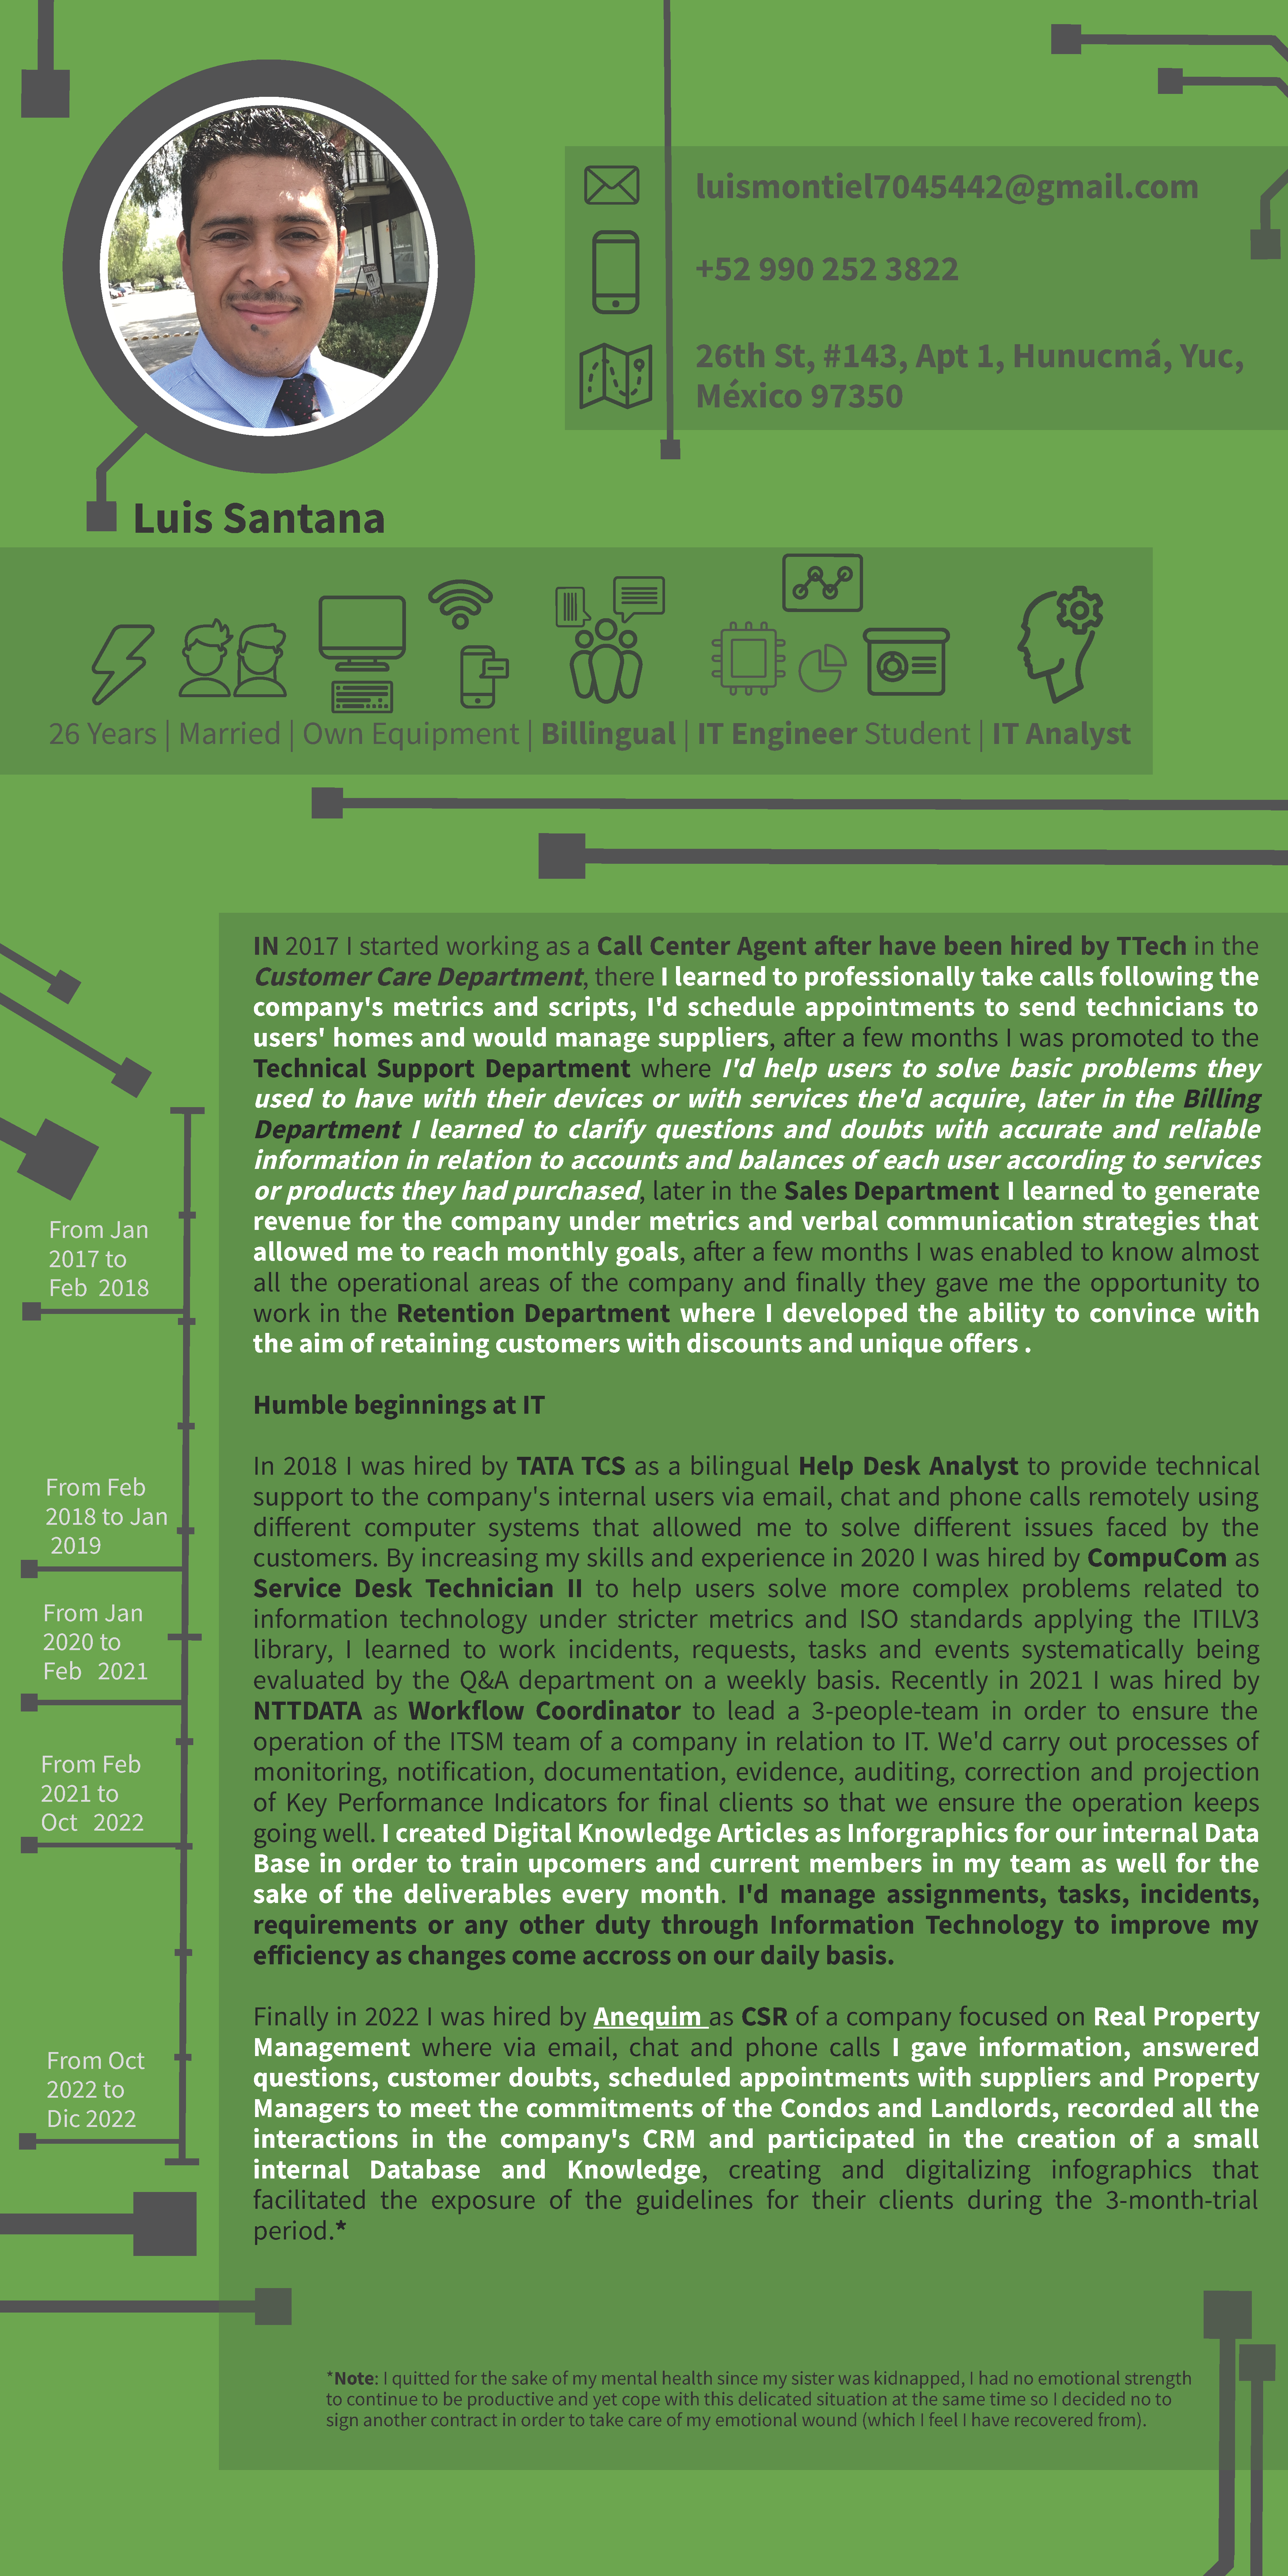 luismontiel7045442@gmail.com
+52 990 252 3822
26th St, #143, Apt 1, Hunucmá, Yuc,
México 97350
Luis Santana
26 Years | Married | Own Equipment | Billingual | IT Engineer Student | IT Analyst
IN 2017 I started working as a Call Center Agent after have been hired by TTech in the
Customer Care Department, there I learned to professionally take calls following the
company's metrics and scripts, I'd schedule appointments to send technicians to
users' homes and would manage suppliers, after a few months I was promoted to the
Technical Support Department where I'd help users to solve basic problems they
used to have with their devices or with services the'd acquire, later in the Billing
Department I learned to clarify questions and doubts with accurate and reliable
information in relation to accounts and balances of each user according to services
or products they had purchased, later in the Sales Department I learned to generate
revenue for the company under metrics and verbal communication strategies that
allowed me to reach monthly goals, after a few months I was enabled to know almost
all the operational areas of the company and finally they gave me the opportunity to
work in the Retention Department where I developed the ability to convince with
the aim of retaining customers with discounts and unique offers .
From Jan
2017 to
Feb 2018
Humble beginnings at IT
In 2018 I was hired by TATA TCS as a bilingual Help Desk Analyst to provide technical
support to the company's internal users via email, chat and phone calls remotely using
different computer systems that allowed me to solve different issues faced by the
customers. By increasing my skills and experience in 2020 I was hired by CompuCom as
Service Desk Technician II to help users solve more complex problems related to
information technology under stricter metrics and ISO standards applying the ITILV3
library, I learned to work incidents, requests, tasks and events systematically being
evaluated by the Q&A department on a weekly basis. Recently in 2021 I was hired by
NTTDATA as Workflow Coordinator to lead a 3-people-team in order to ensure the
operation of the ITSM team of a company in relation to IT. We'd carry out processes of
monitoring, notification, documentation, evidence, auditing, correction and projection
of Key Performance Indicators for final clients so that we ensure the operation keeps
going well. I created Digital Knowledge Articles as Inforgraphics for our internal Data
Base in order to train upcomers and current members in my team as well for the
sake of the deliverables every month. I'd manage assignments, tasks, incidents,
requirements or any other duty through Information Technology to improve my
efficiency as changes come accross on our daily basis.
From Feb
2018 to Jan
2019
From Jan
2020 to
Feb 2021
From Feb
2021 to
Oct 2022
Finally in 2022 I was hired by Anequim as CSR of a company focused on Real Property
Management where via email, chat and phone calls I gave information, answered
questions, customer doubts, scheduled appointments with suppliers and Property
Managers to meet the commitments of the Condos and Landlords, recorded all the
interactions in the company's CRM and participated in the creation of a small
internal Database and Knowledge, creating and digitalizing infographics that
facilitated the exposure of the guidelines for their clients during the 3-month-trial
period.*
From Oct
2022 to
Dic 2022
*Note: I quitted for the sake of my mental health since my sister was kidnapped, I had no emotional strength
to continue to be productive and yet cope with this delicated situation at the same time so I decided no to
sign another contract in order to take care of my emotional wound (which I feel I have recovered from).